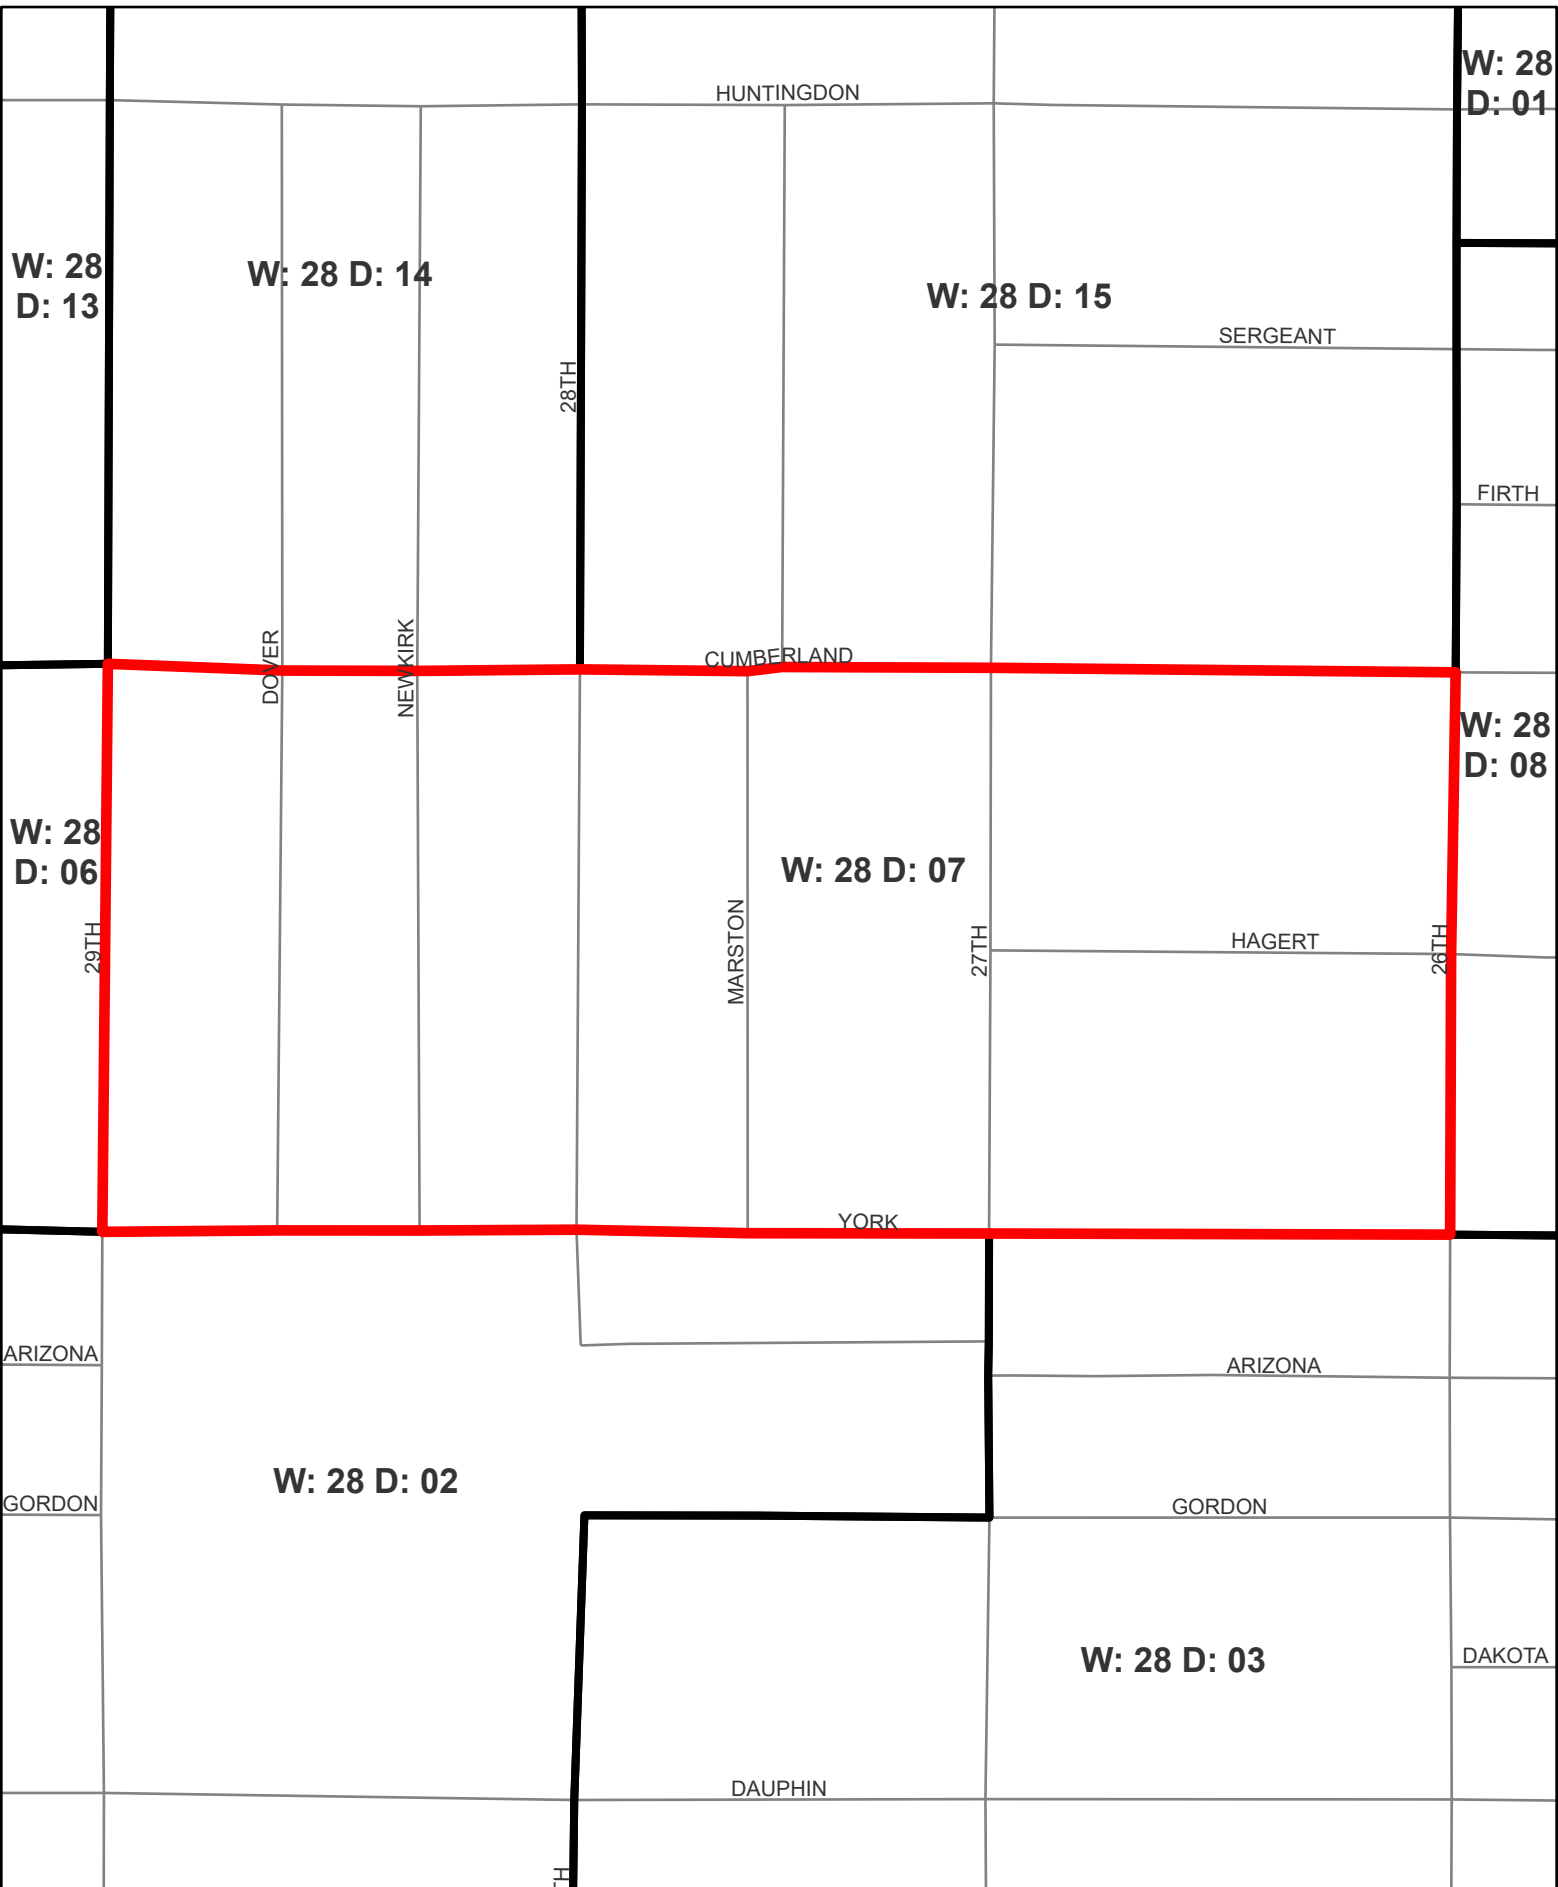 W: 28
D: 01
HUNTINGDON
W: 28
D: 13
W: 28 D: 14
W: 28 D: 15
SERGEANT
28TH
FIRTH
DOVER
NEWKIRK
CUMBERLAND
W: 28
D: 08
W: 28
D: 06
W: 28 D: 07
29TH
MARSTON
27TH
HAGERT
26TH
YORK
ARIZONA
ARIZONA
W: 28 D: 02
GORDON
GORDON
W: 28 D: 03
DAKOTA
DAUPHIN
TH